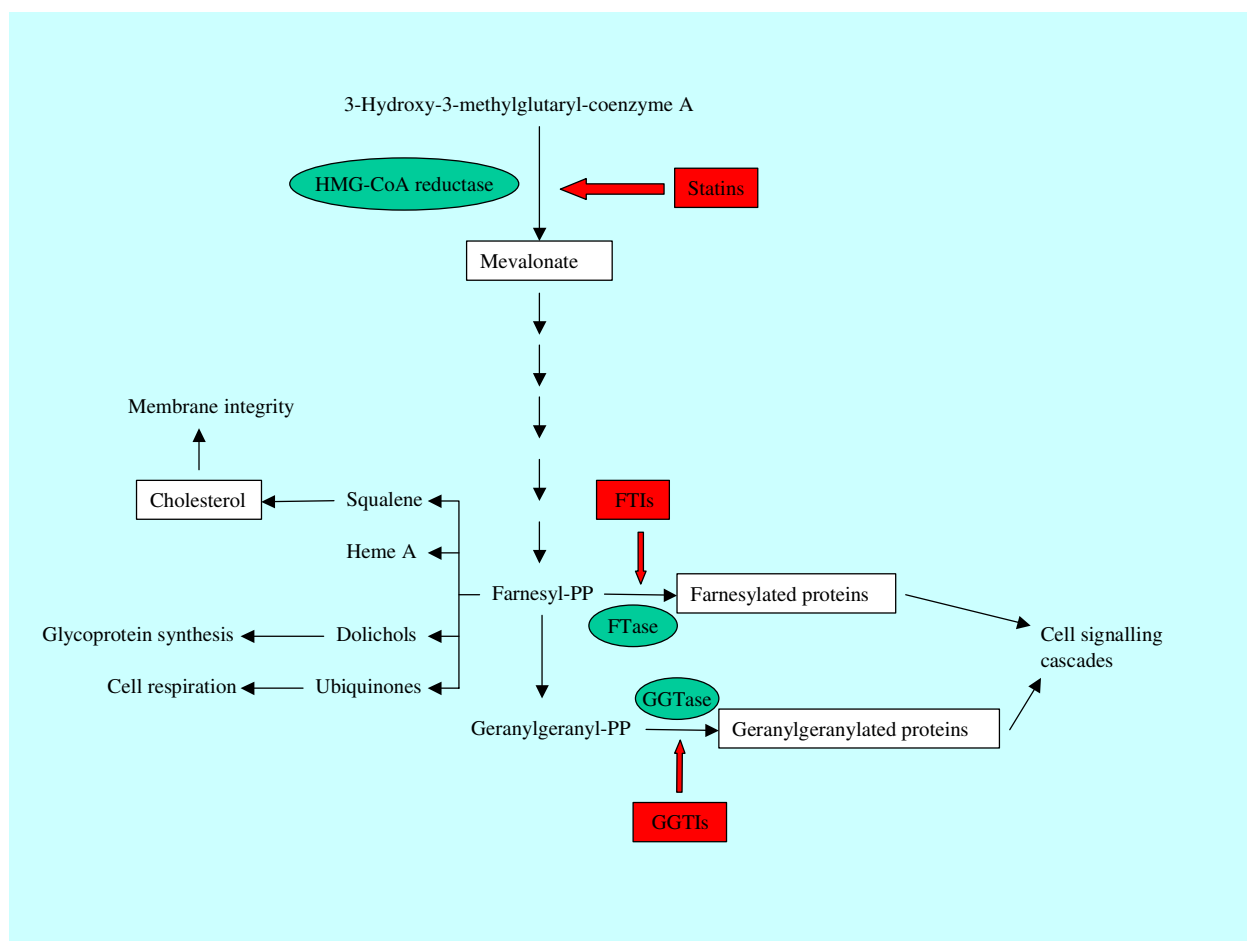 3-Hydroxy-3-methylglutaryl-coenzyme A
HMG-CoA reductase
Statins
Mevalonate
Membrane integrity
Cholesterol
Squalene
FTIs
Heme A
Farnesyl-PP
Farnesylated proteins
FTase
Glycoprotein synthesis
Dolichols
Cell signalling
cascades
Cell respiration
Ubiquinones
GGTase
Geranylgeranyl-PP
Geranylgeranylated proteins
GGTIs